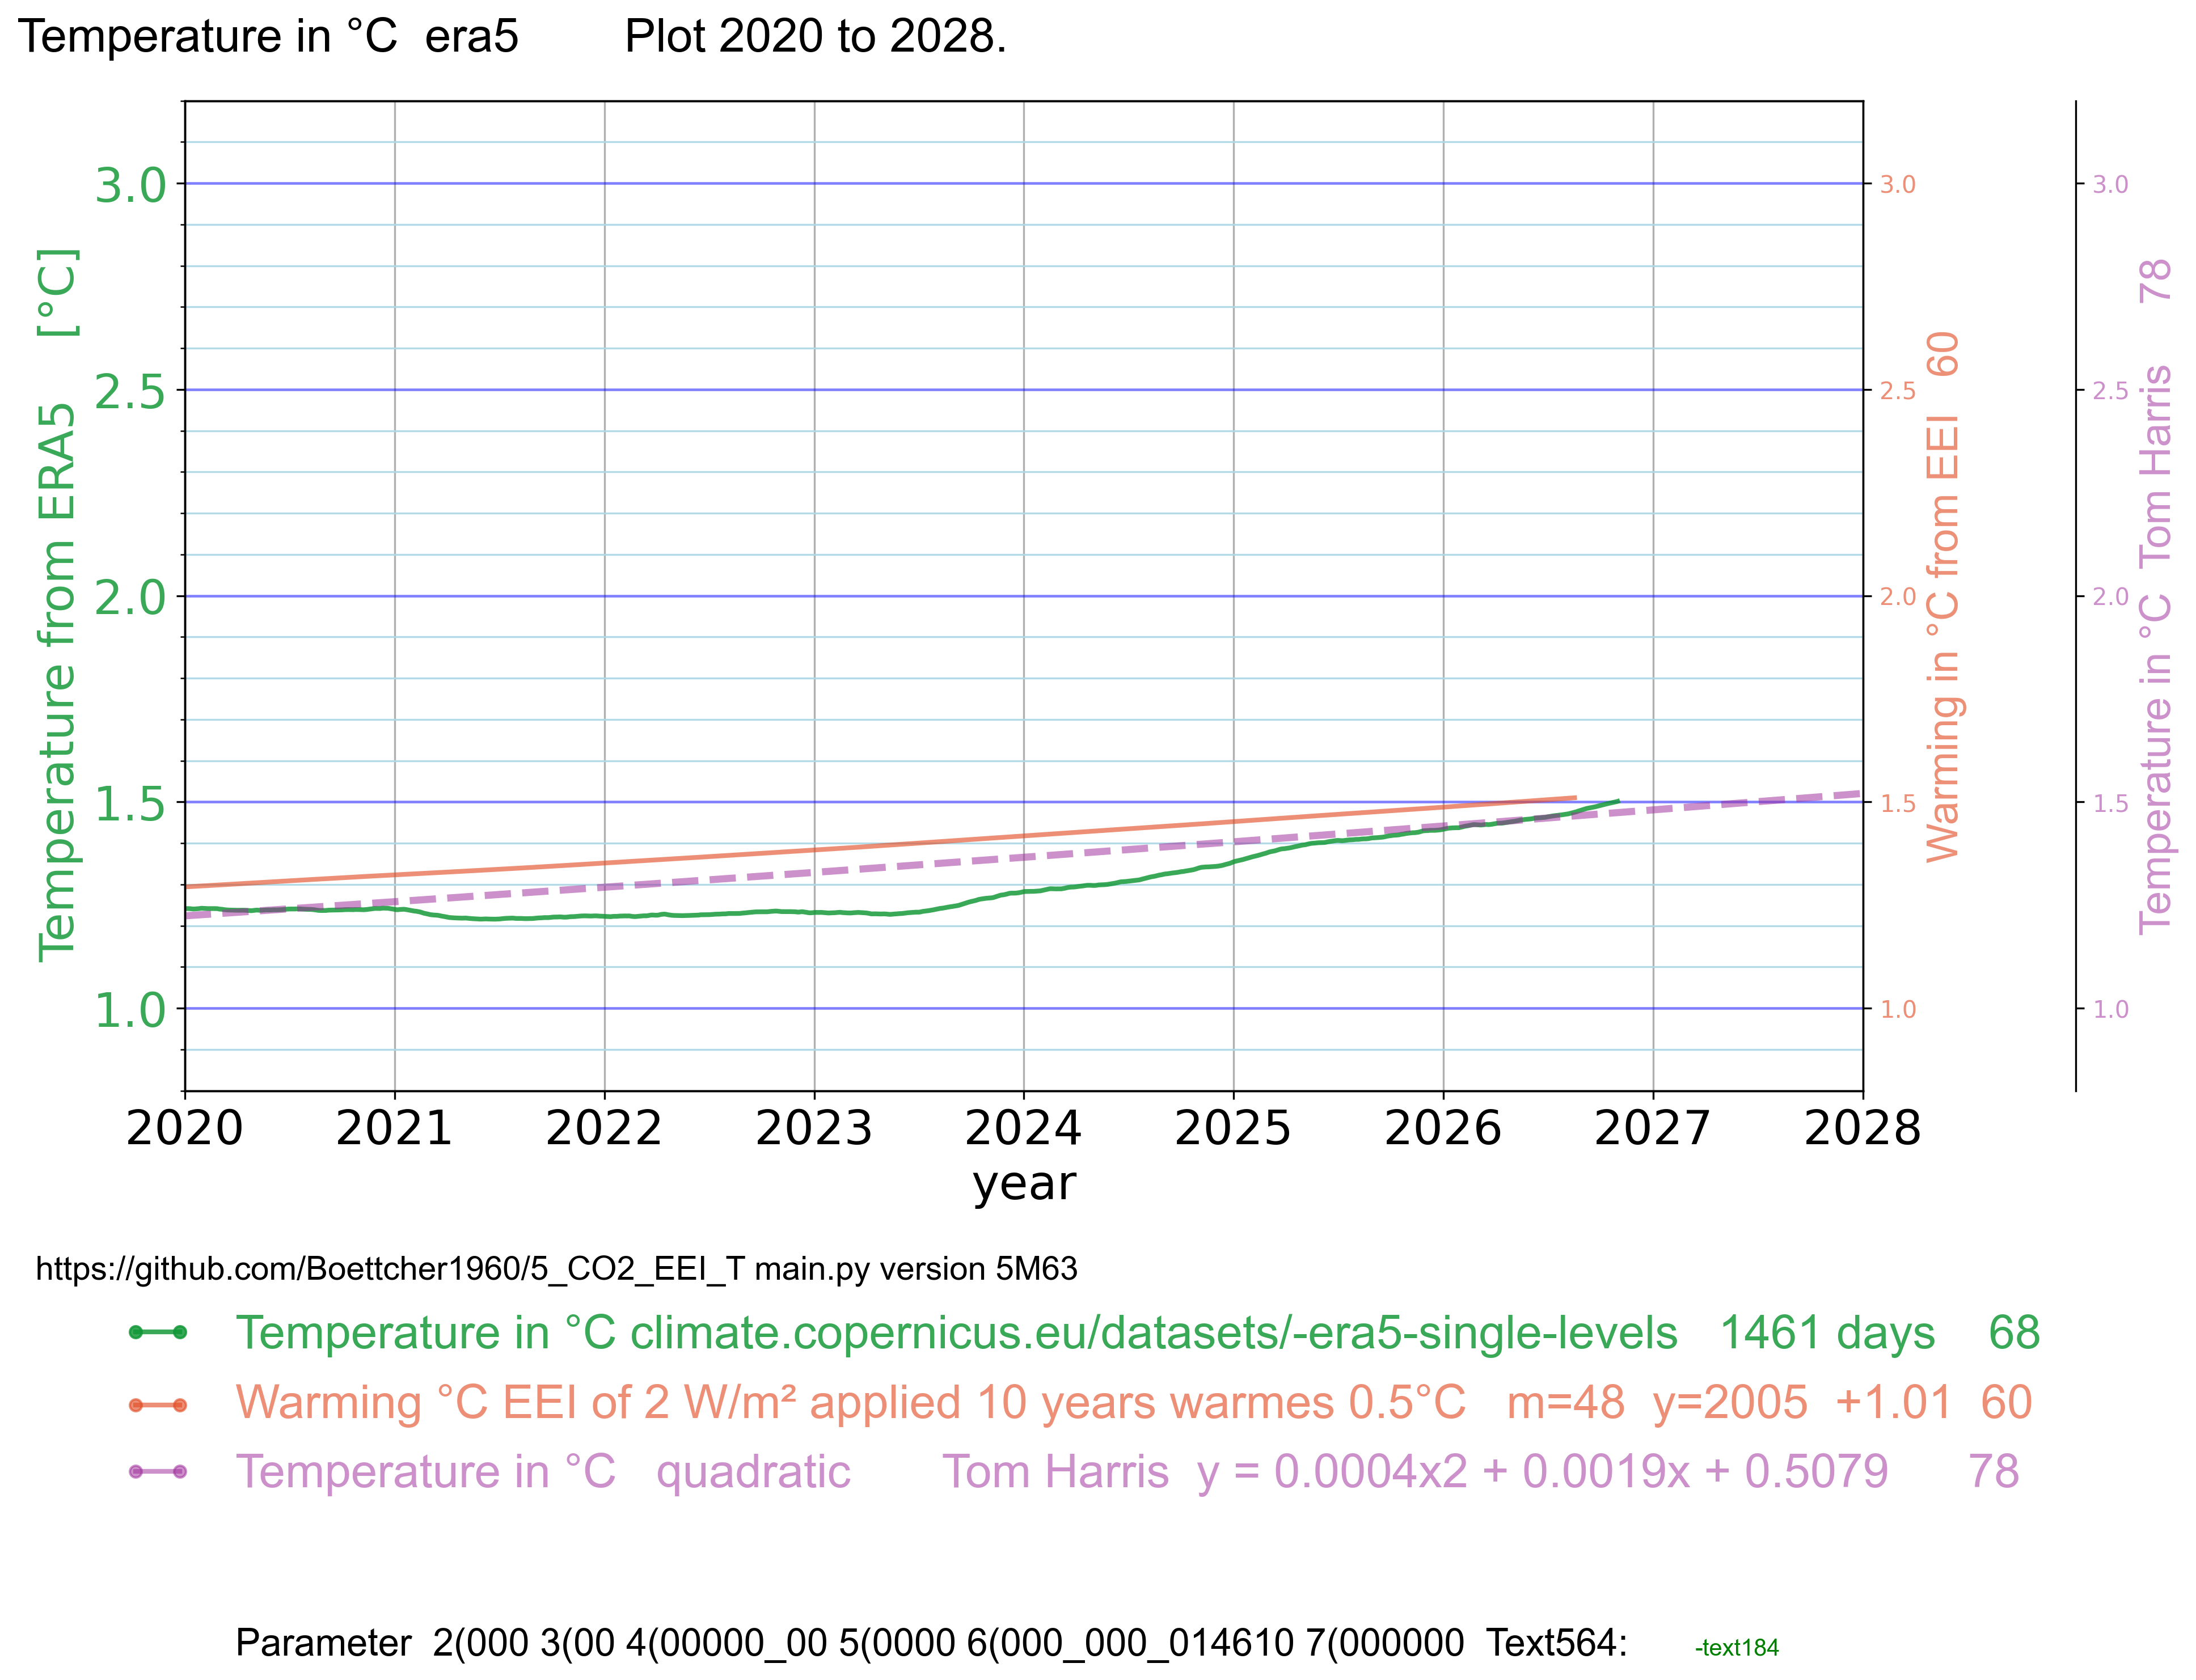 Temperature in °C  era5        Plot 2020 to 2028.
3.0
2.5
2.0
1.5
1.0
Temperature from ERA5   [°C]
3.0
2.5
2.0
1.5
1.0
Warming in °C from EEI   60
3.0
2.5
2.0
1.5
1.0
Temperature in °C  Tom Harris    78
2020 2021 2022 2023 2024 2025 2026 2027 2028
year
https://github.com/Boettcher1960/5_CO2_EEI_T main.py version 5M63
Temperature in °C climate.copernicus.eu/datasets/-era5-single-levels   1461 days    68
Warming °C EEI of 2 W/m² applied 10 years warmes 0.5°C   m=48  y=2005  +1.01  60
Temperature in °C   quadratic       Tom Harris  y = 0.0004x2 + 0.0019x + 0.5079      78
Parameter  2(000 3(00 4(00000_00 5(0000 6(000_000_014610 7(000000  Text564:      -text184